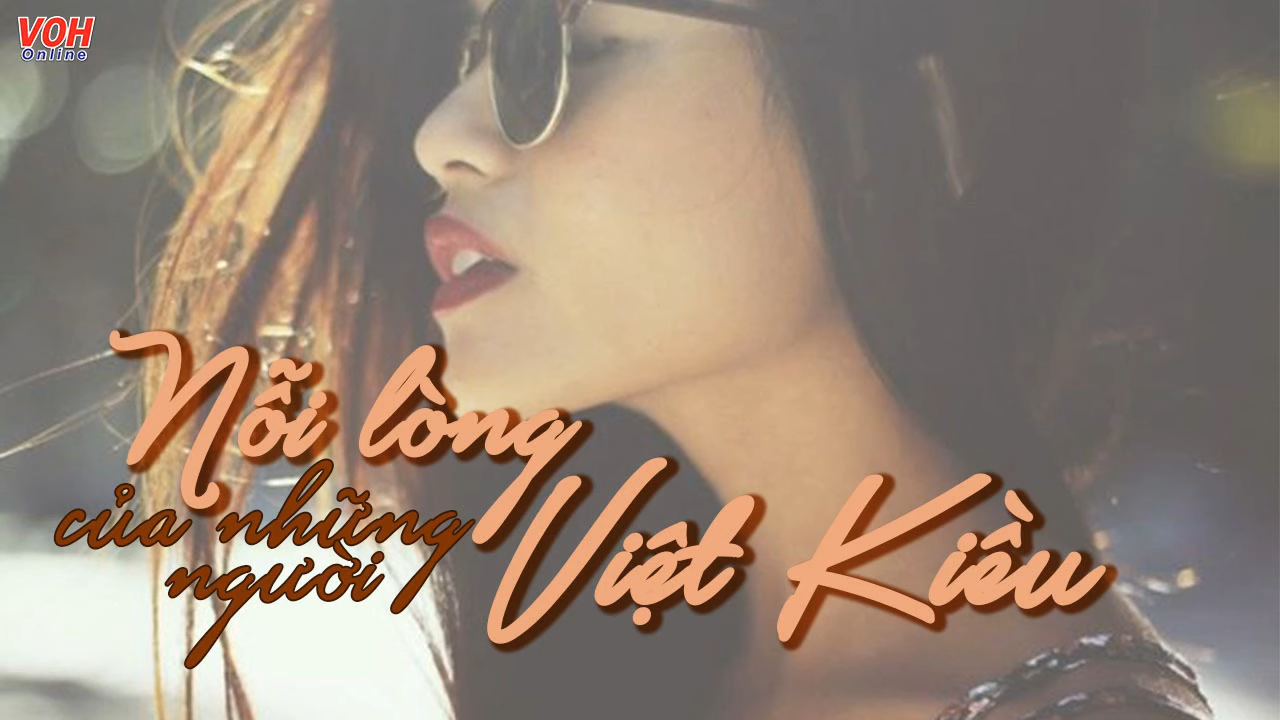 VOH
Online
Nỗi lòng
của những
người
Việt Kiều